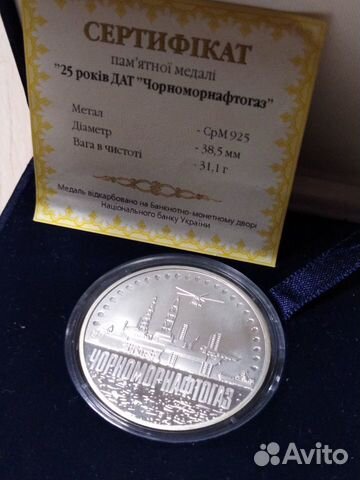 СЕРТИФІКАТ
пам'ятної медалі
"25 років ДАТ "Чорноморнафтогаз"
Метал - СрМ 925
Діаметр - 38,5 мм
Вага в чистоті - 31,1 г
Медаль відкарбовано на Банкнотно-монетному дворі
Національного банку України
ЧОРНОМОРНАФТОГАЗ
Avito